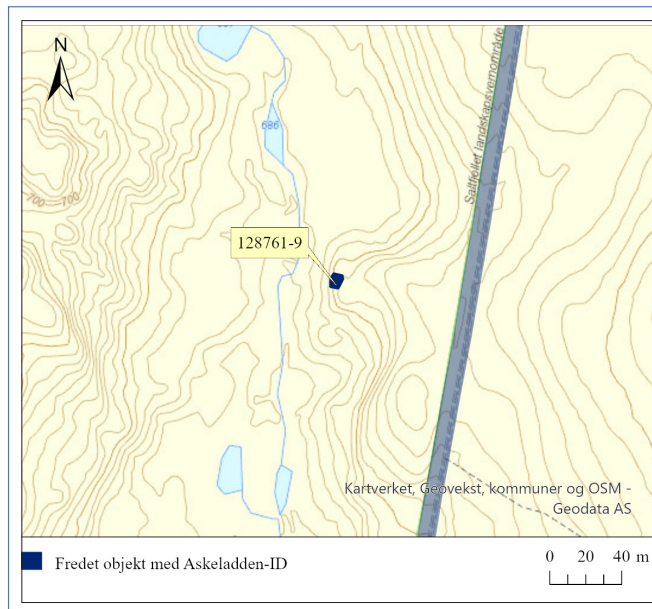 N
686
Saltfjellet landskapsvernområde
700
700
128761-9
Kartverket, Geovekst, kommuner og OSM -
Geodata AS
Fredet objekt med Askeladden-ID
0 20 40 m